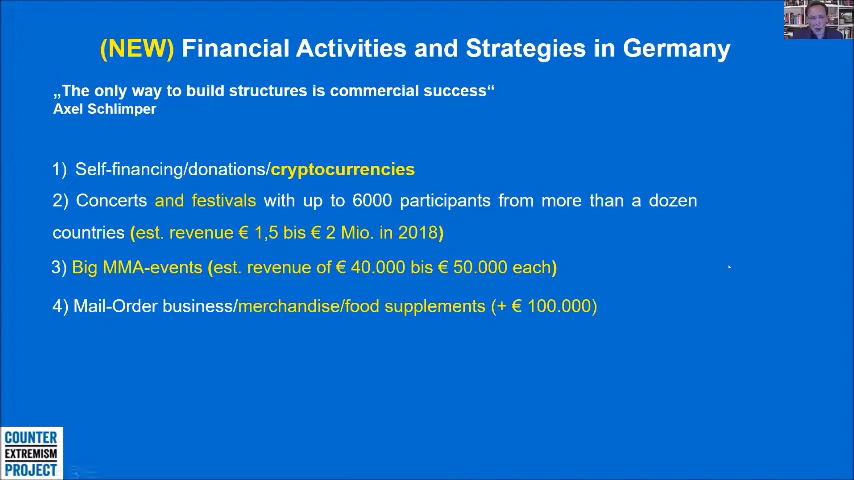 (NEW) Financial Activities and Strategies in Germany
„The only way to build structures is commercial success“
Axel Schlimper
1) Self-financing/donations/cryptocurrencies
2) Concerts and festivals with up to 6000 participants from more than a dozen
countries (est. revenue € 1,5 bis € 2 Mio. in 2018)
3) Big MMA-events (est. revenue of € 40.000 bis € 50.000 each)
4) Mail-Order business/merchandise/food supplements (+ € 100.000)
COUNTER
EXTREMISM
PROJECT